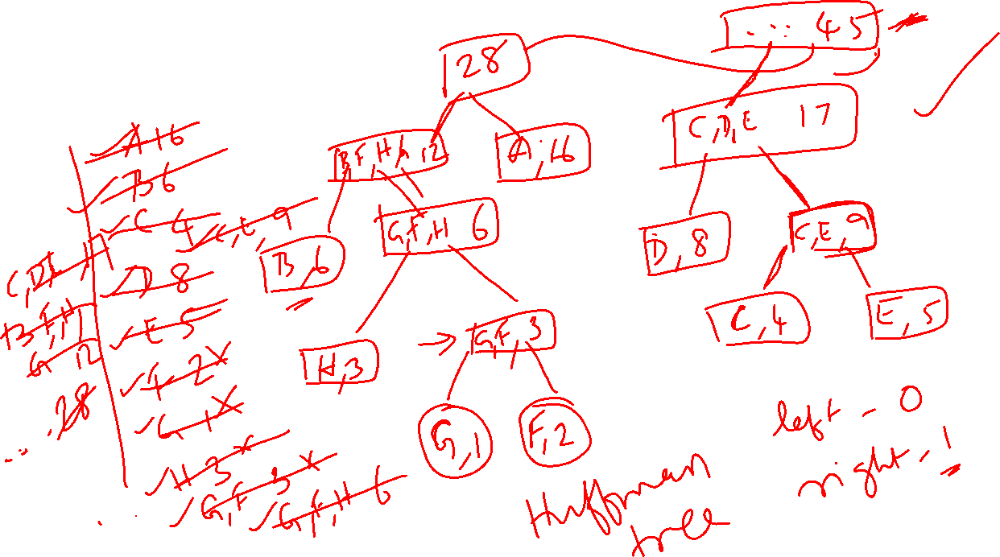 ... 45
28
C,D,E 17
B,F,H,G,12
A,16
A 16
B 6
C 4
C,E,9
G,F,H 6
D,8
C,E,9
B,6
C,D,E 17
D 8
B,F,H
G 12
E 5
C,4
E,5
G,F,3
H,3
F 2
28
G 1
G,1
F,2
left - 0
right - 1
H 3
G,F 3
G,F,H 6
Huffman
tree